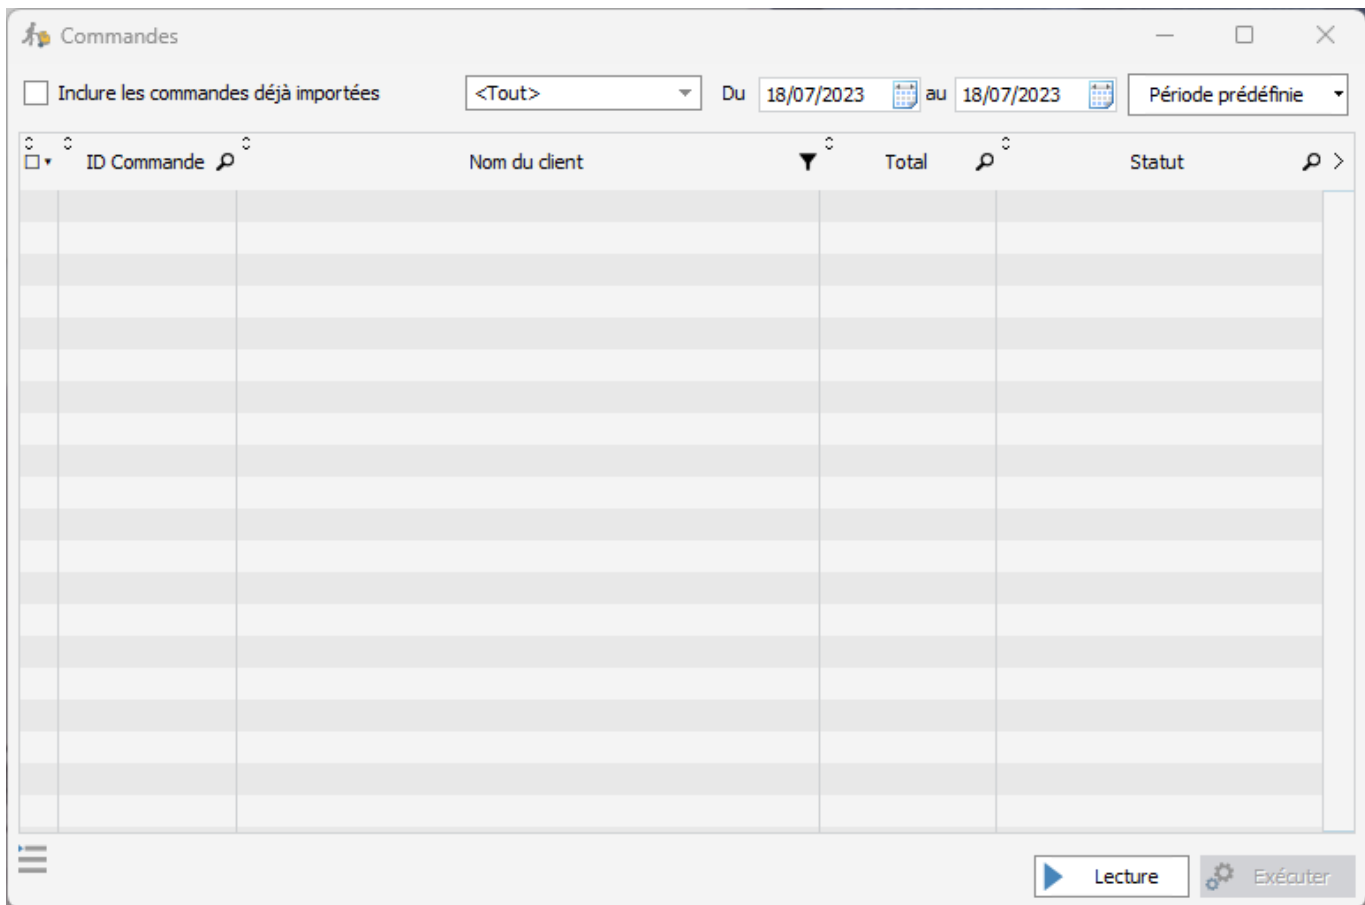 Commandes
Inclure les commandes déjà importées <Tout> Du 18/07/2023 au 18/07/2023 Période prédéfinie
ID Commande Nom du client Total Statut
Lecture Exécuter